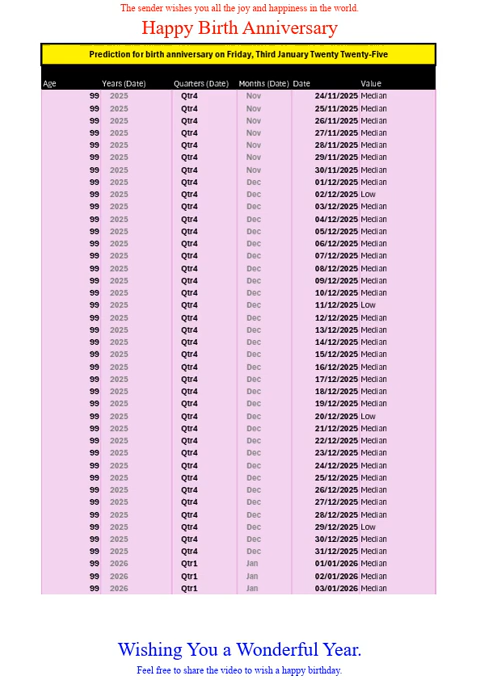 The sender wishes you all the joy and happiness in the world.
Happy Birth Anniversary
Prediction for birth anniversary on Friday, Third January Twenty Twenty-Five
Age Years (Date) Quarters (Date) Months (Date) Date Value
99 2025 Qtr4 Nov 24/11/2025 Median
99 2025 Qtr4 Nov 25/11/2025 Median
99 2025 Qtr4 Nov 26/11/2025 Median
99 2025 Qtr4 Nov 27/11/2025 Median
99 2025 Qtr4 Nov 28/11/2025 Median
99 2025 Qtr4 Nov 29/11/2025 Median
99 2025 Qtr4 Nov 30/11/2025 Median
99 2025 Qtr4 Dec 01/12/2025 Median
99 2025 Qtr4 Dec 02/12/2025 Low
99 2025 Qtr4 Dec 03/12/2025 Median
99 2025 Qtr4 Dec 04/12/2025 Median
99 2025 Qtr4 Dec 05/12/2025 Median
99 2025 Qtr4 Dec 06/12/2025 Median
99 2025 Qtr4 Dec 07/12/2025 Median
99 2025 Qtr4 Dec 08/12/2025 Median
99 2025 Qtr4 Dec 09/12/2025 Median
99 2025 Qtr4 Dec 10/12/2025 Median
99 2025 Qtr4 Dec 11/12/2025 Low
99 2025 Qtr4 Dec 12/12/2025 Median
99 2025 Qtr4 Dec 13/12/2025 Median
99 2025 Qtr4 Dec 14/12/2025 Median
99 2025 Qtr4 Dec 15/12/2025 Median
99 2025 Qtr4 Dec 16/12/2025 Median
99 2025 Qtr4 Dec 17/12/2025 Median
99 2025 Qtr4 Dec 18/12/2025 Median
99 2025 Qtr4 Dec 19/12/2025 Median
99 2025 Qtr4 Dec 20/12/2025 Low
99 2025 Qtr4 Dec 21/12/2025 Median
99 2025 Qtr4 Dec 22/12/2025 Median
99 2025 Qtr4 Dec 23/12/2025 Median
99 2025 Qtr4 Dec 24/12/2025 Median
99 2025 Qtr4 Dec 25/12/2025 Median
99 2025 Qtr4 Dec 26/12/2025 Median
99 2025 Qtr4 Dec 27/12/2025 Median
99 2025 Qtr4 Dec 28/12/2025 Median
99 2025 Qtr4 Dec 29/12/2025 Low
99 2025 Qtr4 Dec 30/12/2025 Median
99 2025 Qtr4 Dec 31/12/2025 Median
99 2026 Qtr1 Jan 01/01/2026 Median
99 2026 Qtr1 Jan 02/01/2026 Median
99 2026 Qtr1 Jan 03/01/2026 Median
Wishing You a Wonderful Year.
Feel free to share the video to wish a happy birthday.